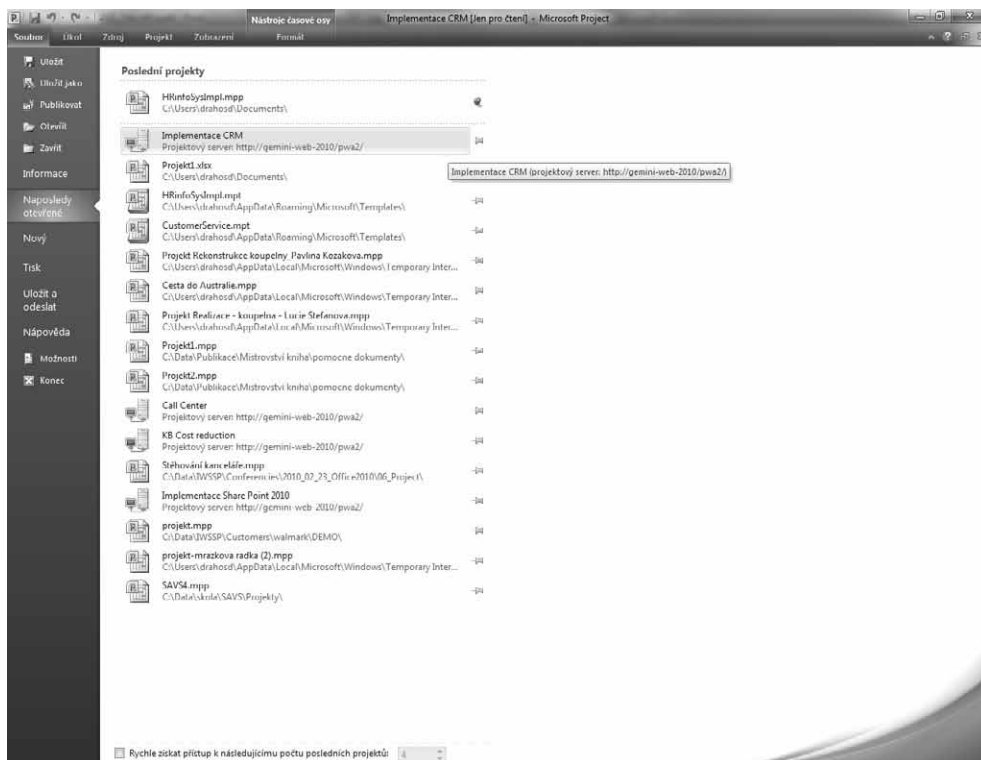 Nástroje časové osy
Implementace CRM [Jen pro čtení] - Microsoft Project
Soubor Úkol Zdroj Projekt Zobrazení Formát
Uložit
Uložit jako
Publikovat
Otevřít
Zavřít
Informace
Naposledy
otevřené
Nový
Tisk
Uložit a
odeslat
Nápověda
Možnosti
Konec
Poslední projekty
HRinfoSysImpl.mpp
C:\Users\drahosd\Documents\
Implementace CRM
Projektový server: http://gemini-web-2010/pwa2/
Implementace CRM (projektový server: http://gemini-web-2010/pwa2/)
Projekt1.xlsx
C:\Users\drahosd\Documents\
HRinfoSysImpl.mpt
C:\Users\drahosd\AppData\Roaming\Microsoft\Templates\
CustomerService.mpt
C:\Users\drahosd\AppData\Roaming\Microsoft\Templates\
Projekt Rekonstrukce koupelny_Pavlina Kozakova.mpp
C:\Users\drahosd\AppData\Local\Microsoft\Windows\Temporary Inter...
Cesta do Australie.mpp
C:\Users\drahosd\AppData\Local\Microsoft\Windows\Temporary Inter...
Projekt Realizace - koupelna - Lucie Stefanova.mpp
C:\Users\drahosd\AppData\Local\Microsoft\Windows\Temporary Inter...
Projekt1.mpp
C:\Data\Publikace\Mistrovství kniha\pomocne dokumenty\
Projekt2.mpp
C:\Data\Publikace\Mistrovství kniha\pomocne dokumenty\
Call Center
Projektový server: http://gemini-web-2010/pwa2/
KB Cost reduction
Projektový server: http://gemini-web-2010/pwa2/
Stěhování kanceláře.mpp
C:\Data\IWSSP\Conferencies\2010_02_23_Office2010\06_Project\
Implementace Share Point 2010
Projektový server: http://gemini-web-2010/pwa2/
projekt.mpp
C:\Data\IWSSP\Customers\walmark\DEMO\
projekt-mrazkova radka (2).mpp
C:\Users\drahosd\AppData\Local\Microsoft\Windows\Temporary Inter...
SAVS4.mpp
C:\Data\skola\SAVS\Projekty\
Rychle získat přístup k následujícímu počtu posledních projektů: 4